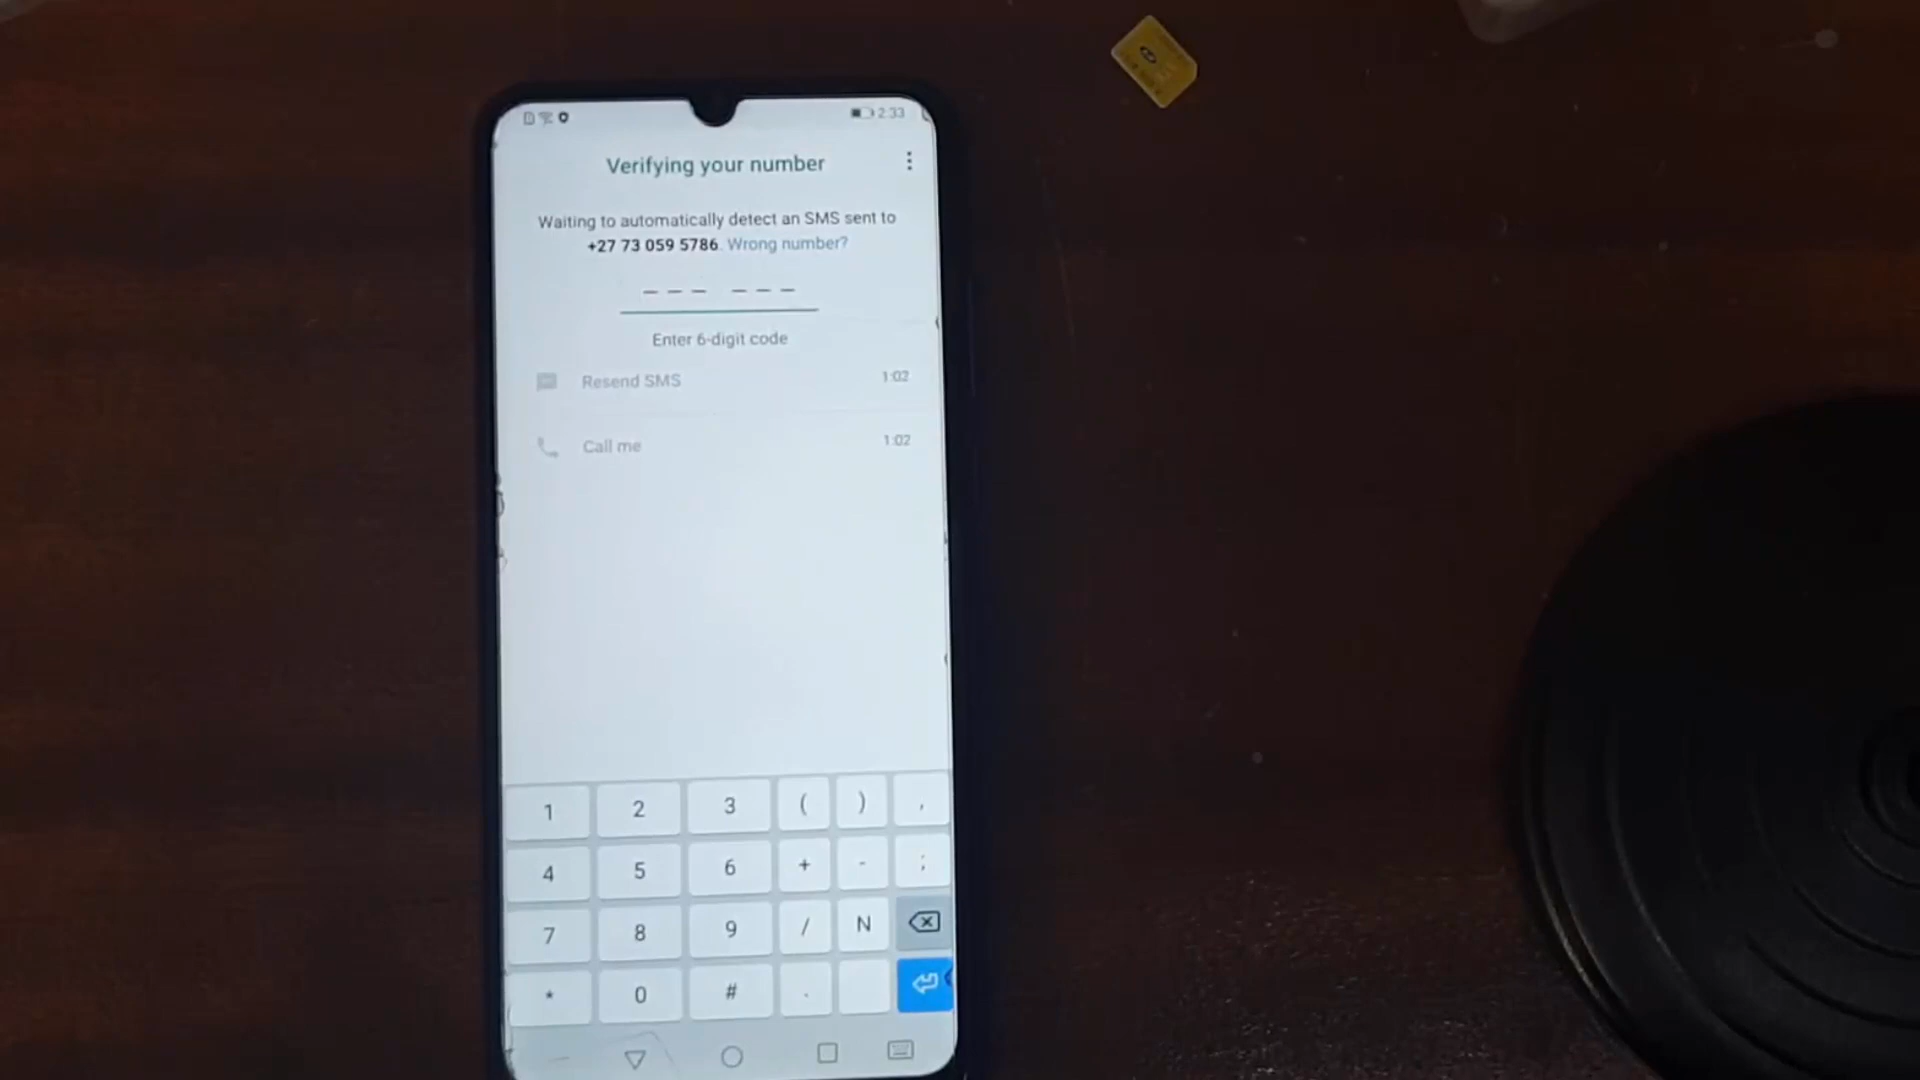 2:33
Verifying your number
Waiting to automatically detect an SMS sent to
+27 73 059 5786. Wrong number?
Enter 6-digit code
Resend SMS 1:02
Call me 1:02
1 2 3 ( ) ,
4 5 6 + - ;
7 8 9 / N
* 0 # .